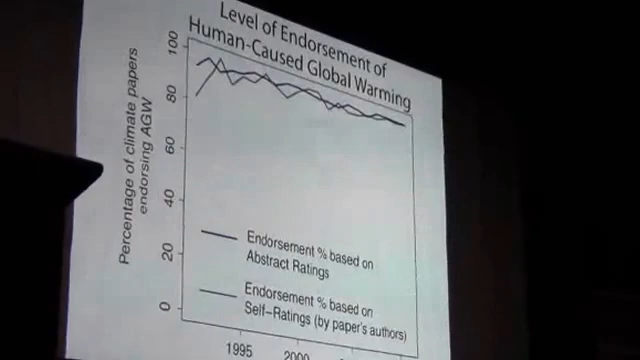 Level of Endorsement of
Human-Caused Global Warming
Percentage of climate papers
endorsing AGW
100
80
60
40
20
0
Endorsement % based on
Abstract Ratings
Endorsement % based on
Self-Ratings (by paper's authors)
1995
2000